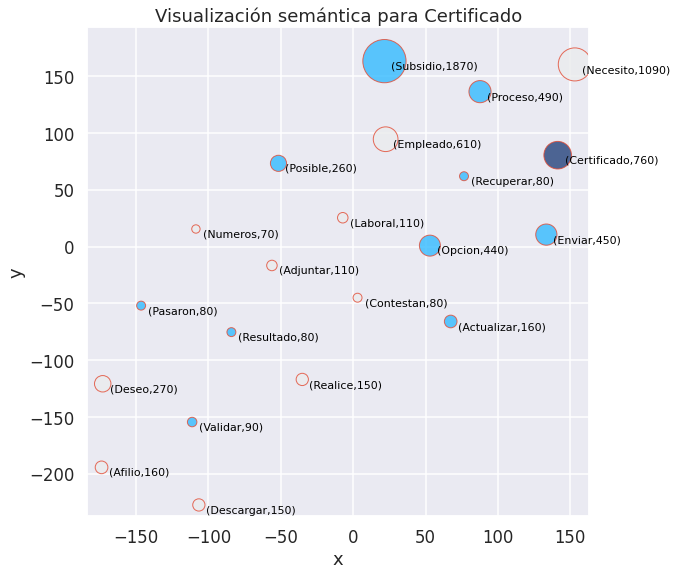 Visualización semántica para Certificado
(Subsidio,1870)
(Necesito,1090)
(Proceso,490)
(Empleado,610)
(Certificado,760)
(Posible,260)
(Recuperar,80)
(Laboral,110)
(Numeros,70)
(Opcion,440)
(Enviar,450)
(Adjuntar,110)
(Contestan,80)
(Pasaron,80)
(Actualizar,160)
(Resultado,80)
(Deseo,270)
(Realice,150)
(Validar,90)
(Afilio,160)
(Descargar,150)
y
150
100
50
0
−50
−100
−150
−200
−150 −100 −50 0 50 100 150
x